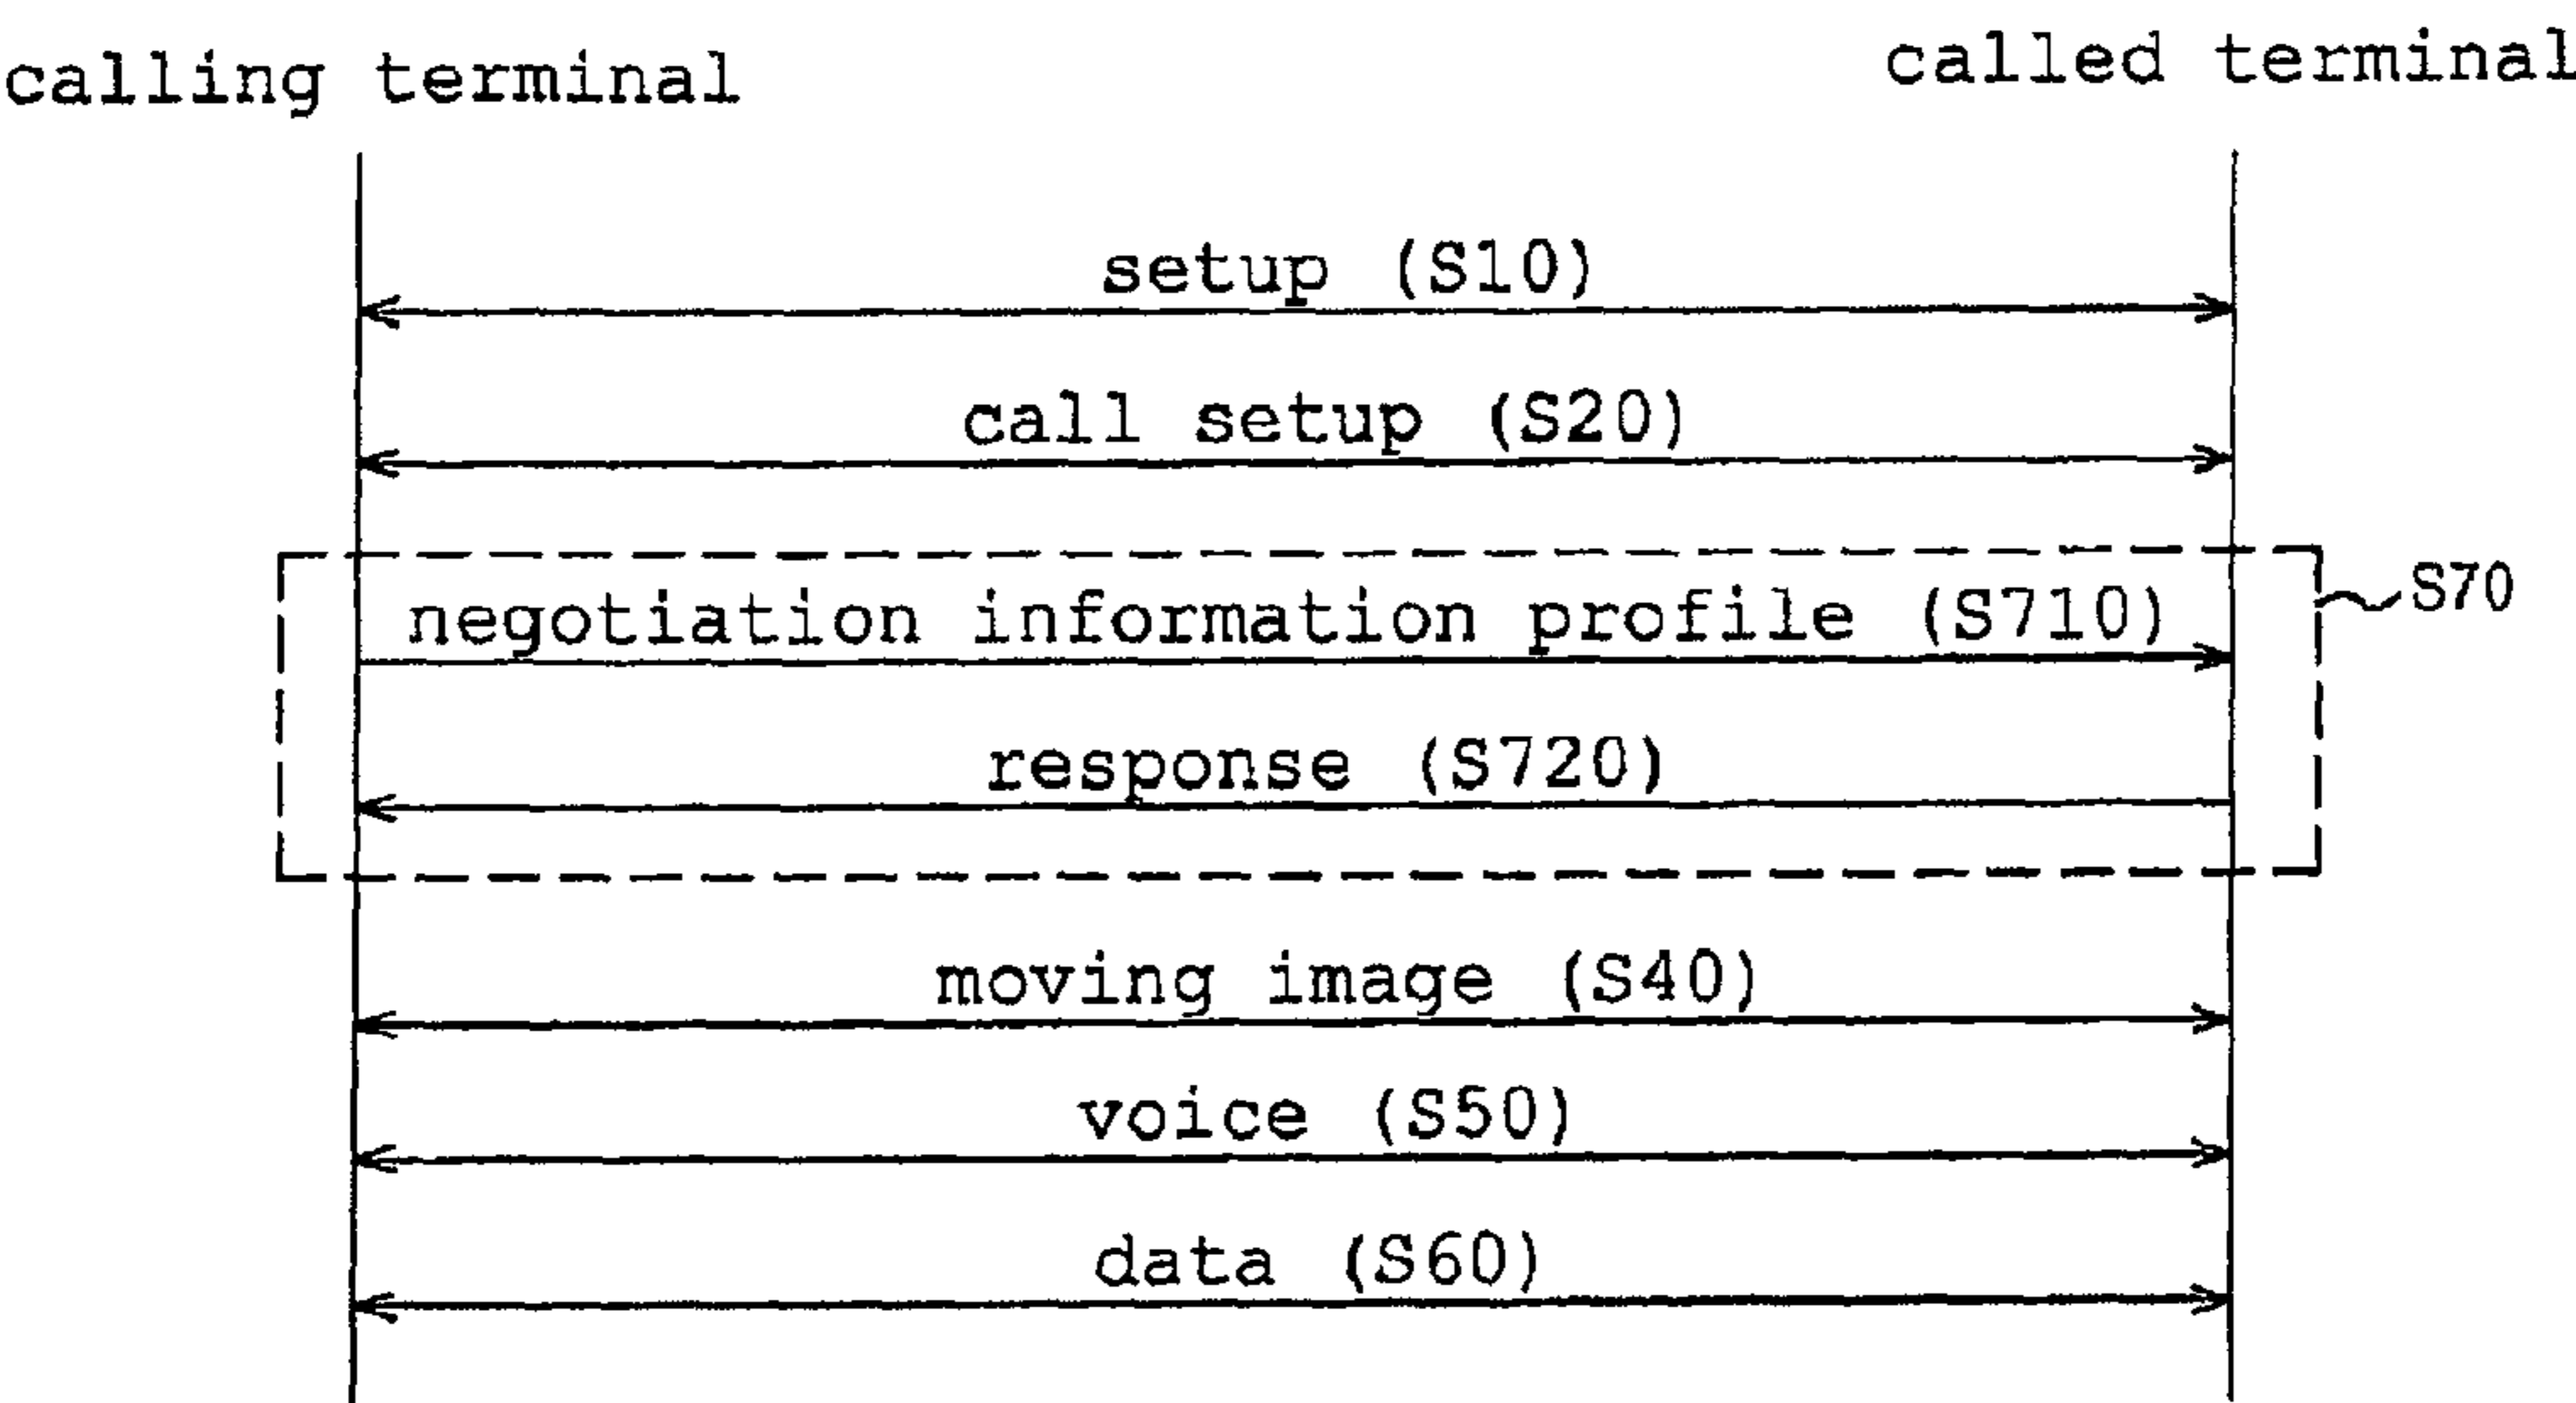 calling terminal
called terminal
setup (S10)
call setup (S20)
negotiation information profile (S710)
S70
response (S720)
moving image (S40)
voice (S50)
data (S60)